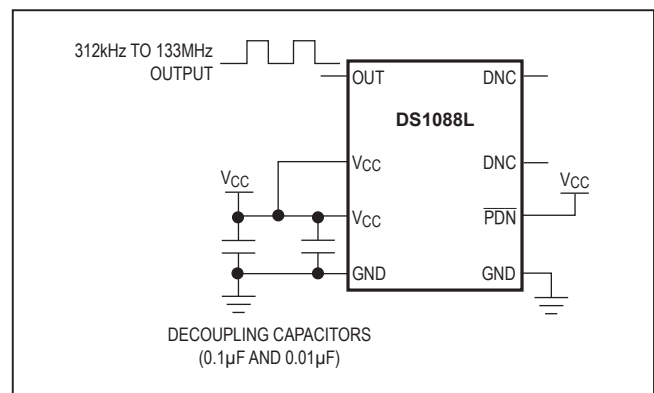 312kHz TO 133MHz
OUTPUT
OUT
DNC
DS1088L
VCC
DNC
VCC
VCC
VCC
PDN
GND
GND
DECOUPLING CAPACITORS
(0.1µF AND 0.01µF)